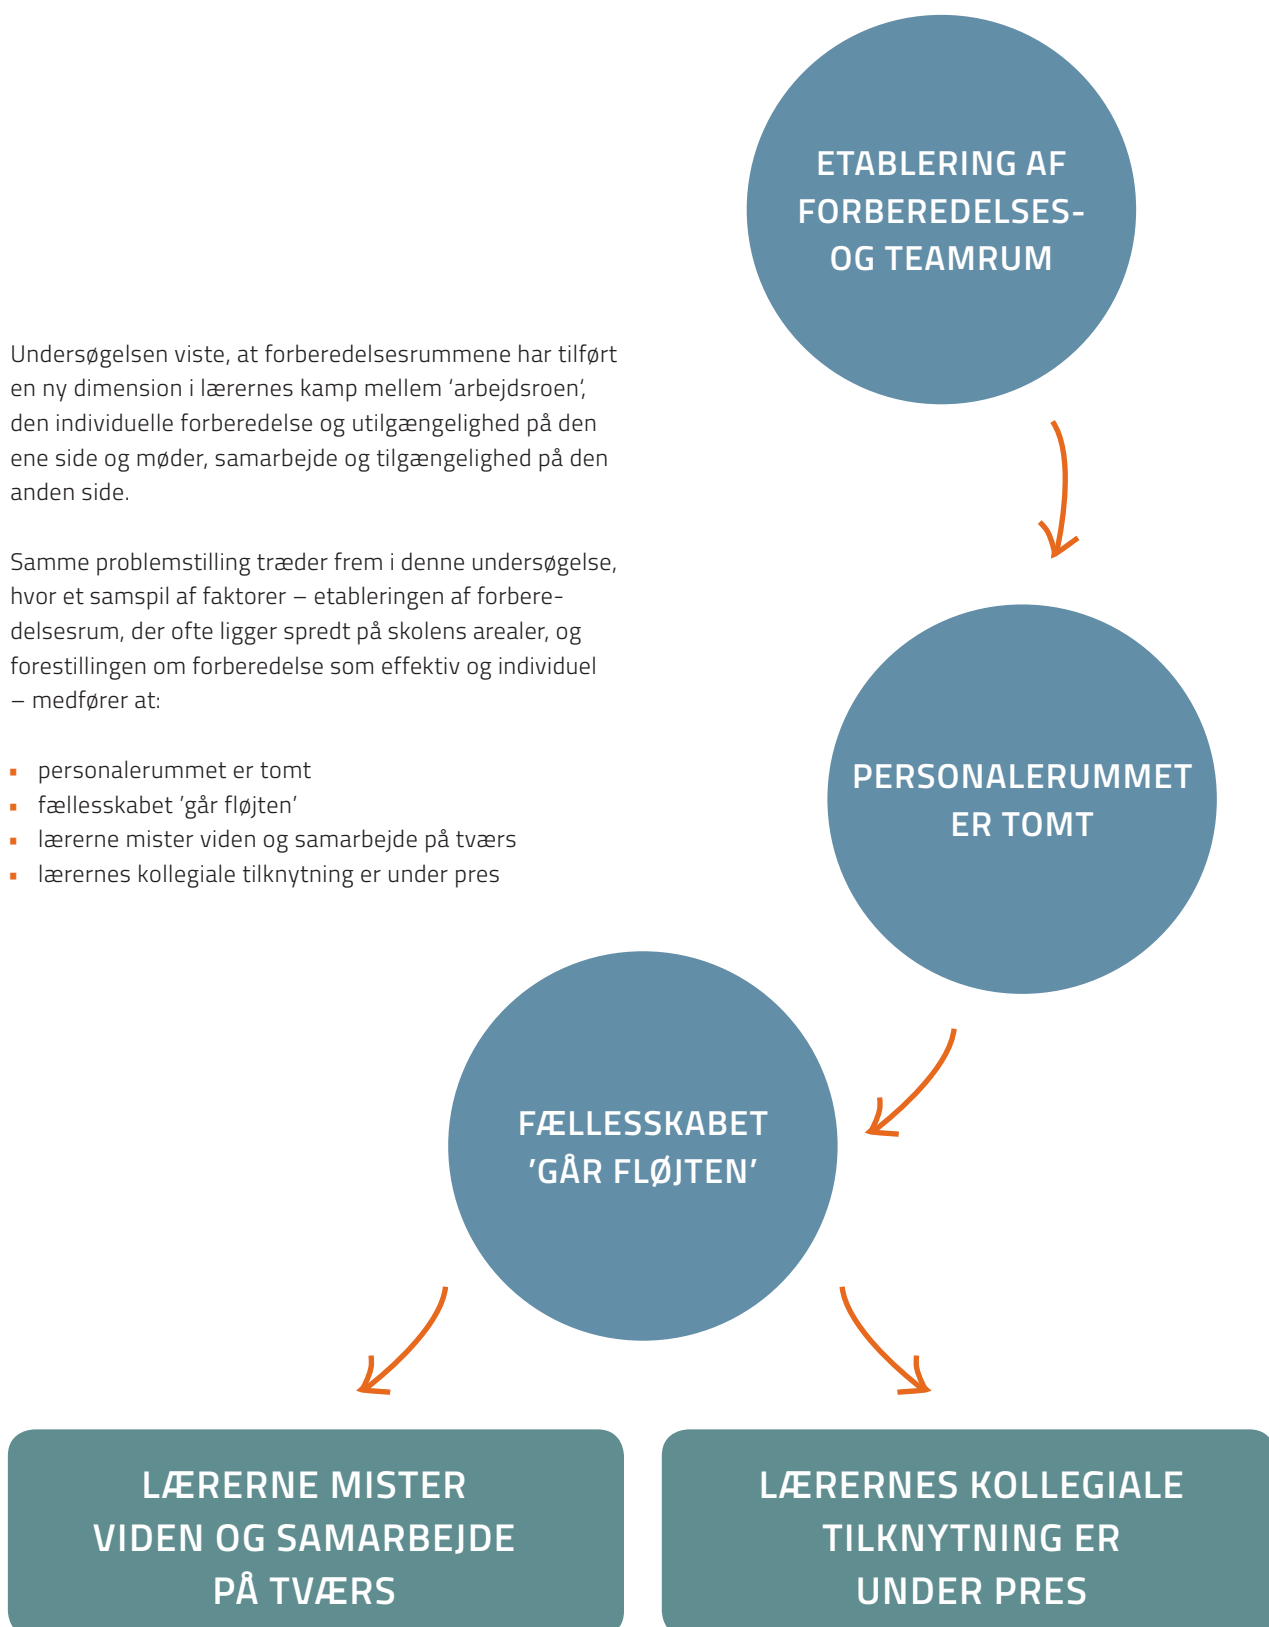 ETABLERING AF
FORBEREDELSES-
OG TEAMRUM
Undersøgelsen viste, at forberedelsesrummene har tilført
en ny dimension i lærernes kamp mellem ‘arbejdsroen‘,
den individuelle forberedelse og utilgængelighed på den
ene side og møder, samarbejde og tilgængelighed på den
anden side.
Samme problemstilling træder frem i denne undersøgelse,
hvor et samspil af faktorer – etableringen af forbere-
delsesrum, der ofte ligger spredt på skolens arealer, og
forestillingen om forberedelse som effektiv og individuel
– medfører at:
▪ personalerummet er tomt
▪ fællesskabet ’går fløjten’
▪ lærerne mister viden og samarbejde på tværs
▪ lærernes kollegiale tilknytning er under pres
PERSONALERUMMET
ER TOMT
FÆLLESSKABET
’GÅR FLØJTEN’
LÆRERNE MISTER
VIDEN OG SAMARBEJDE
PÅ TVÆRS
LÆRERNES KOLLEGIALE
TILKNYTNING ER
UNDER PRES